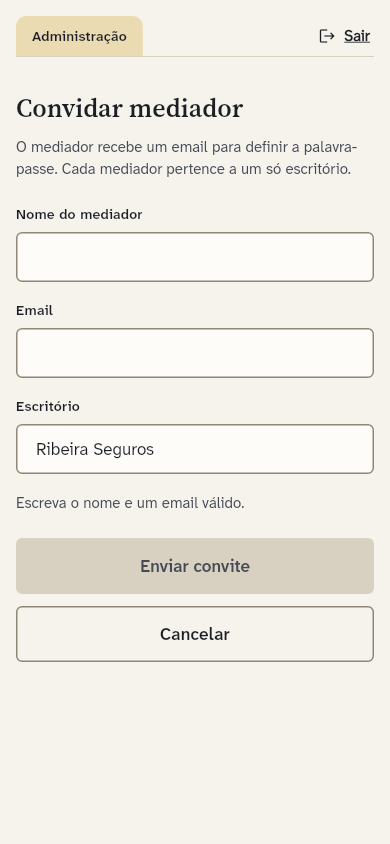 Administração
Sair
Convidar mediador
O mediador recebe um email para definir a palavra-
passe. Cada mediador pertence a um só escritório.
Nome do mediador
Email
Escritório
Ribeira Seguros
Escreva o nome e um email válido.
Enviar convite
Cancelar